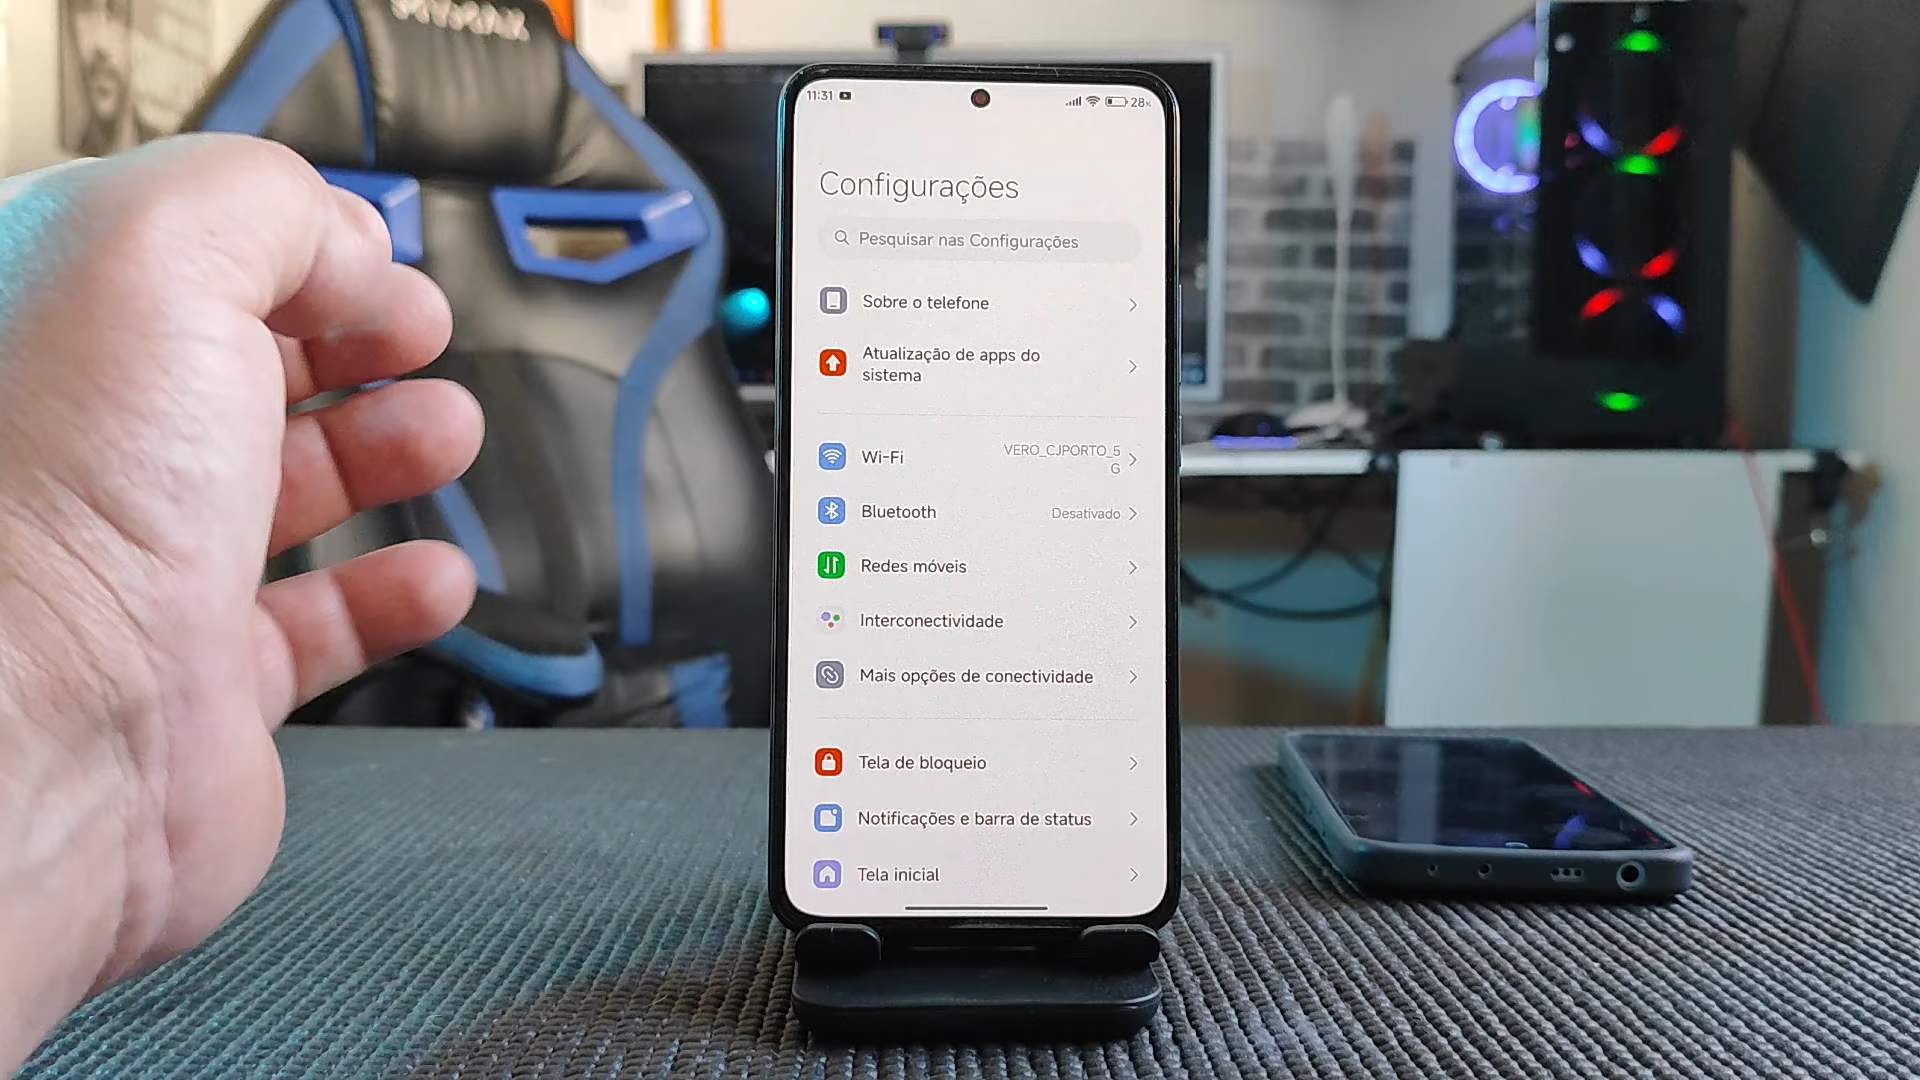 11:31
28%
Configurações
Pesquisar nas Configurações
Sobre o telefone
Atualização de apps do
sistema
Wi-Fi
VERO_CJPORTO_5
G
Bluetooth
Desativado
Redes móveis
Interconectividade
Mais opções de conectividade
Tela de bloqueio
Notificações e barra de status
Tela inicial